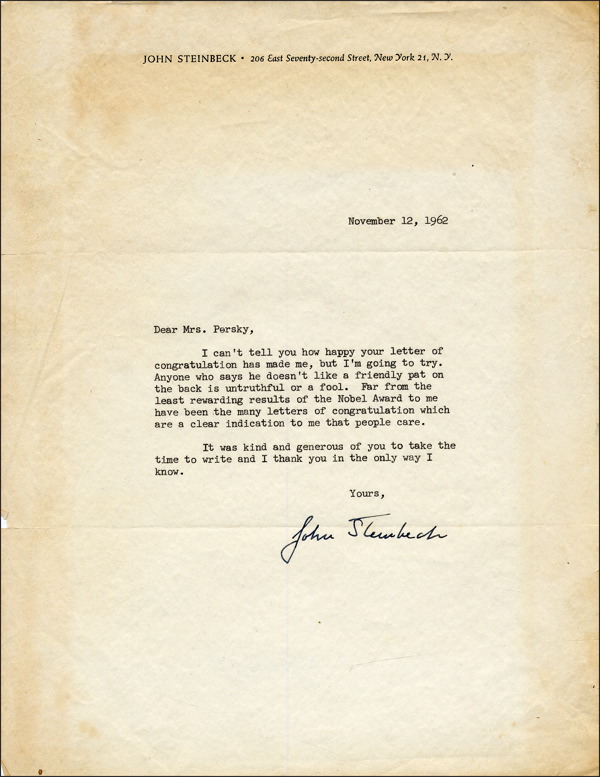 JOHN STEINBECK • 206 East Seventy-second Street, New York 21, N. Y.
November 12, 1962
Dear Mrs. Persky,
I can't tell you how happy your letter of
congratulation has made me, but I'm going to try.
Anyone who says he doesn't like a friendly pat on
the back is untruthful or a fool. Far from the
least rewarding results of the Nobel Award to me
have been the many letters of congratulation which
are a clear indication to me that people care.
It was kind and generous of you to take the
time to write and I thank you in the only way I
know.
Yours,
John Steinbeck